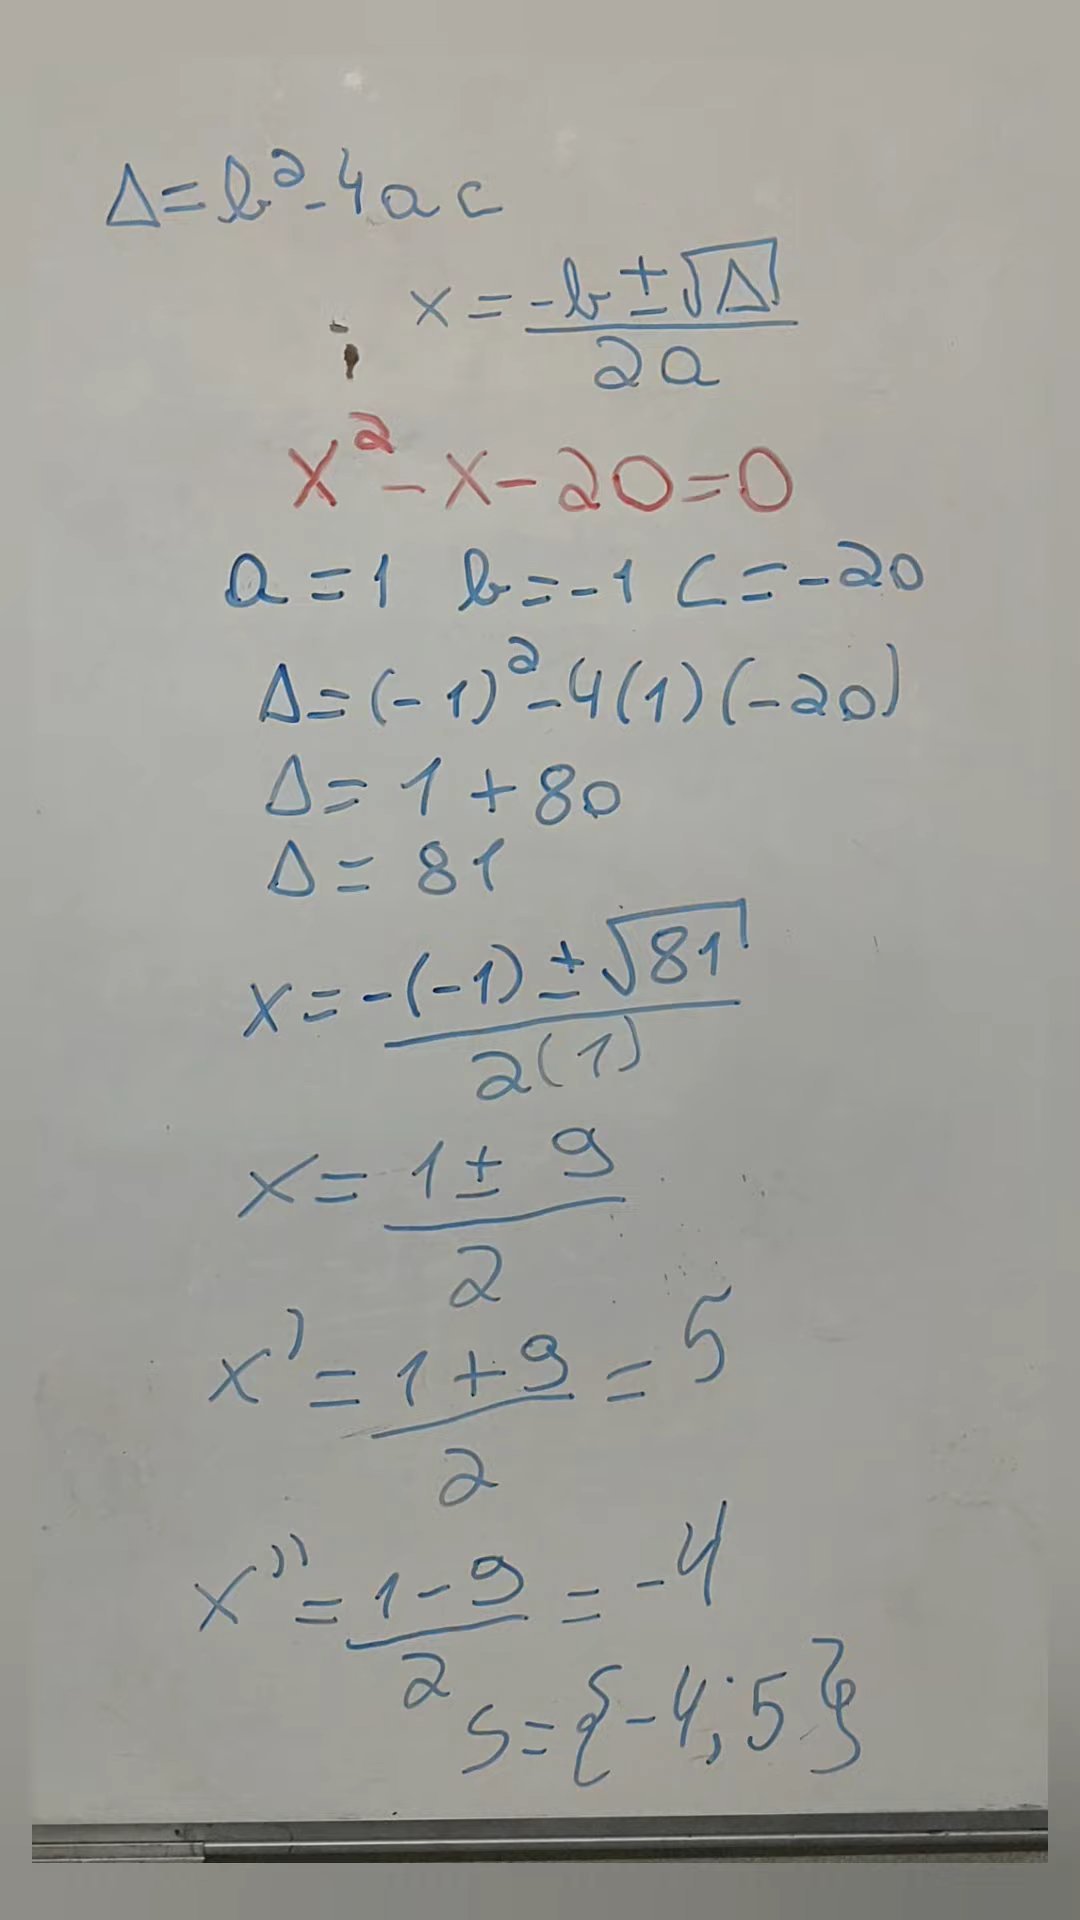 Δ=b²-4ac
x=(-b±√Δ)/2a
x²-x-20=0
a=1 b=-1 c=-20
Δ=(-1)²-4(1)(-20)
Δ=1+80
Δ=81
x=(-(-1)±√81)/2(1)
x=(1±9)/2
x'=(1+9)/2=5
x''=(1-9)/2=-4
S={-4;5}